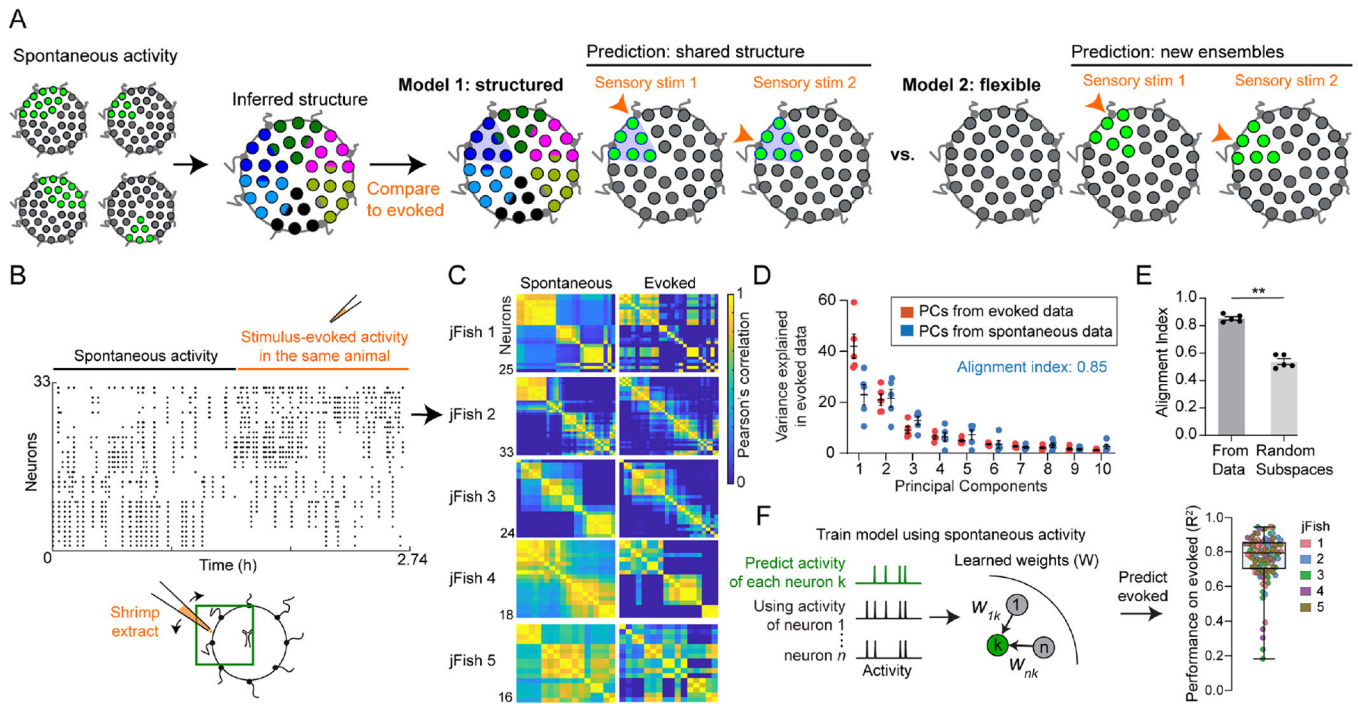 A
Spontaneous activity
Inferred structure
Compare
to evoked
Model 1: structured
Prediction: shared structure
Sensory stim 1
Sensory stim 2
vs.
Model 2: flexible
Prediction: new ensembles
Sensory stim 1
Sensory stim 2
B
Spontaneous activity
Stimulus-evoked activity
in the same animal
33
Neurons
0
Time (h)
2.74
Shrimp
extract
C
Spontaneous
Evoked
Neurons
jFish 1
25
jFish 2
33
jFish 3
24
jFish 4
18
jFish 5
16
1
Pearson's correlation
0
D
Variance explained
in evoked data
60
40
20
0
PCs from evoked data
PCs from spontaneous data
Alignment index: 0.85
1 2 3 4 5 6 7 8 9 10
Principal Components
E
Alignment Index
1.0
0.8
0.6
0.4
0.2
0.0
**
From
Data
Random
Subspaces
F
Train model using spontaneous activity
Predict activity
of each neuron k
Using activity
of neuron 1
neuron n
Activity
Learned weights (W)
W1k
1
k
n
Wnk
Predict
evoked
Performance on evoked (R²)
1.0
0.8
0.6
0.4
0.2
0.0
jFish
1
2
3
4
5